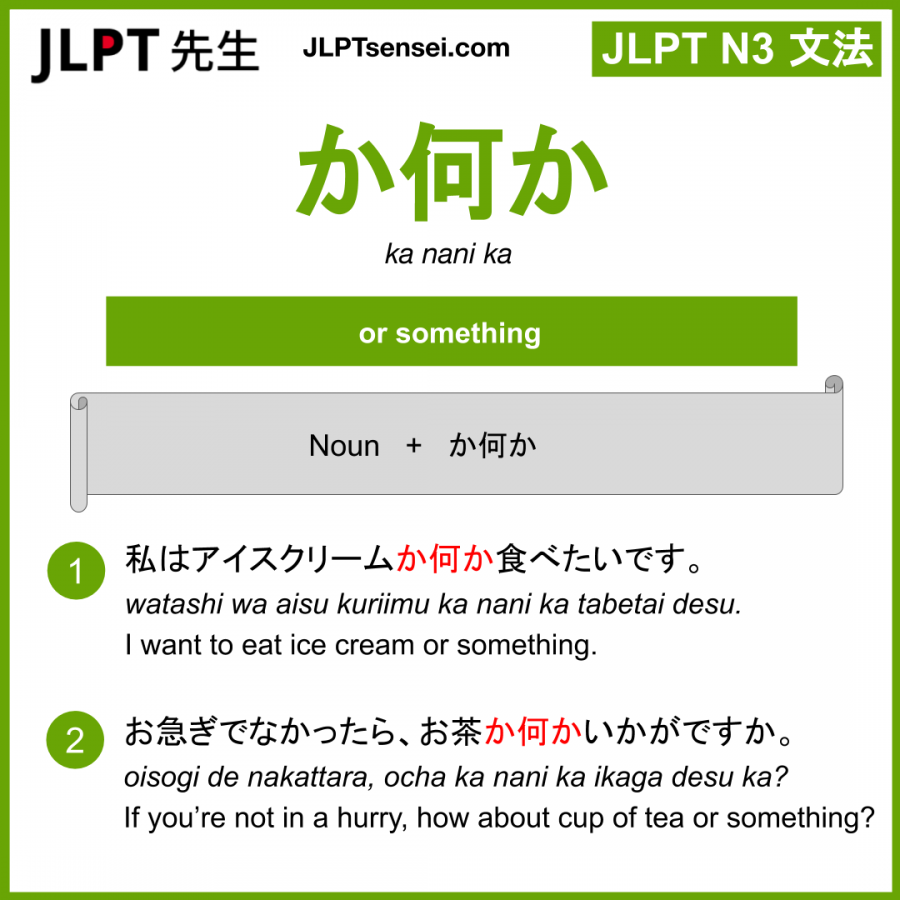 JLPT 先生
JLPTsensei.com
JLPT N3 文法
か何か
ka nani ka
or something
Noun + か何か
1
私はアイスクリームか何か食べたいです。
watashi wa aisu kuriimu ka nani ka tabetai desu.
I want to eat ice cream or something.
2
お急ぎでなかったら、お茶か何かいかがですか。
oisogi de nakattara, ocha ka nani ka ikaga desu ka?
If you’re not in a hurry, how about cup of tea or something?